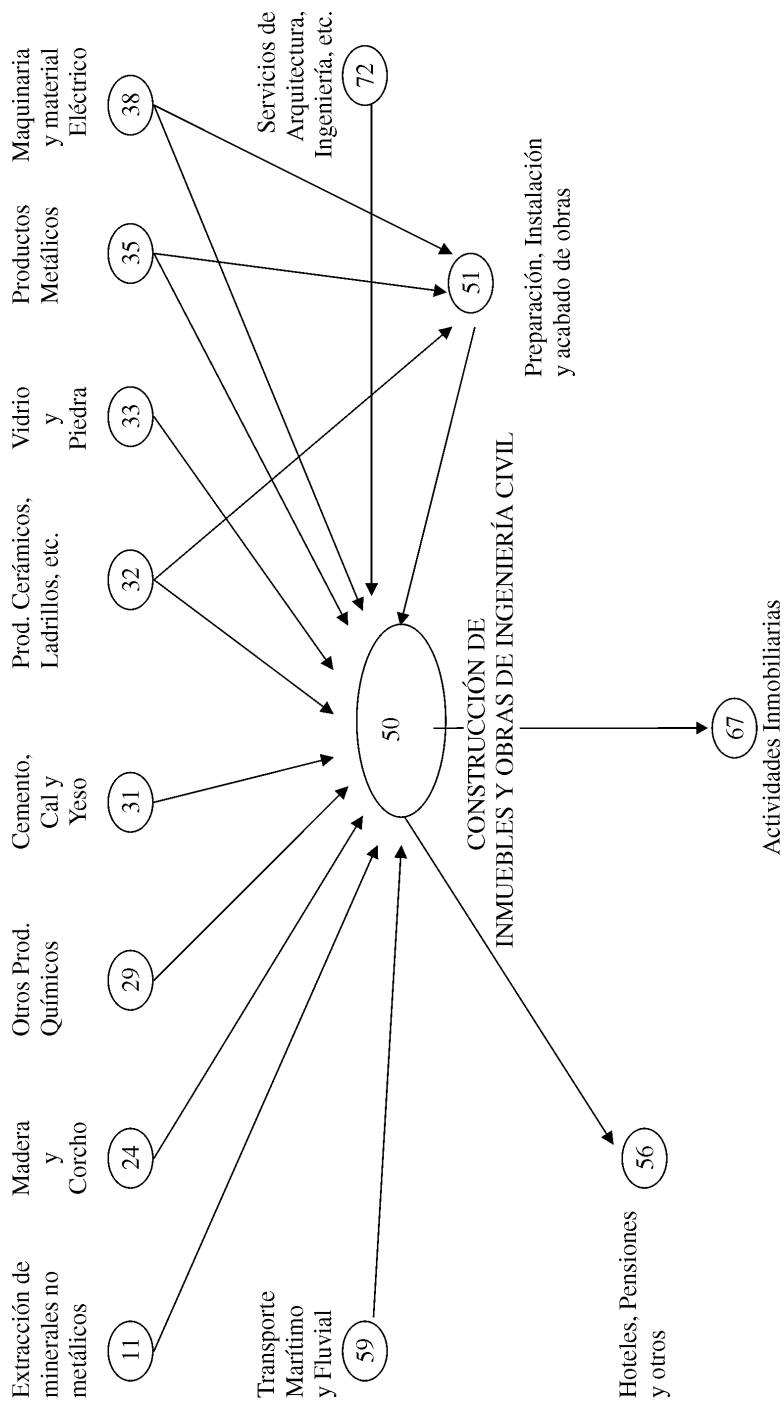 Extracción de
minerales no
metálicos
11
Madera
y
Corcho
24
Otros Prod.
Químicos
29
Cemento,
Cal y
Yeso
31
Prod. Cerámicos,
Ladrillos, etc.
32
Vidrio
y
Piedra
33
Productos
Metálicos
35
Maquinaria
y material
Eléctrico
38
Transporte
Marítimo
y Fluvial
59
Servicios de
Arquitectura,
Ingeniería, etc.
72
50
CONSTRUCCIÓN DE
INMUEBLES Y OBRAS DE INGENIERÍA CIVIL
51
Preparación, Instalación
y acabado de obras
Hoteles, Pensiones
y otros
56
67
Actividades Inmobiliarias